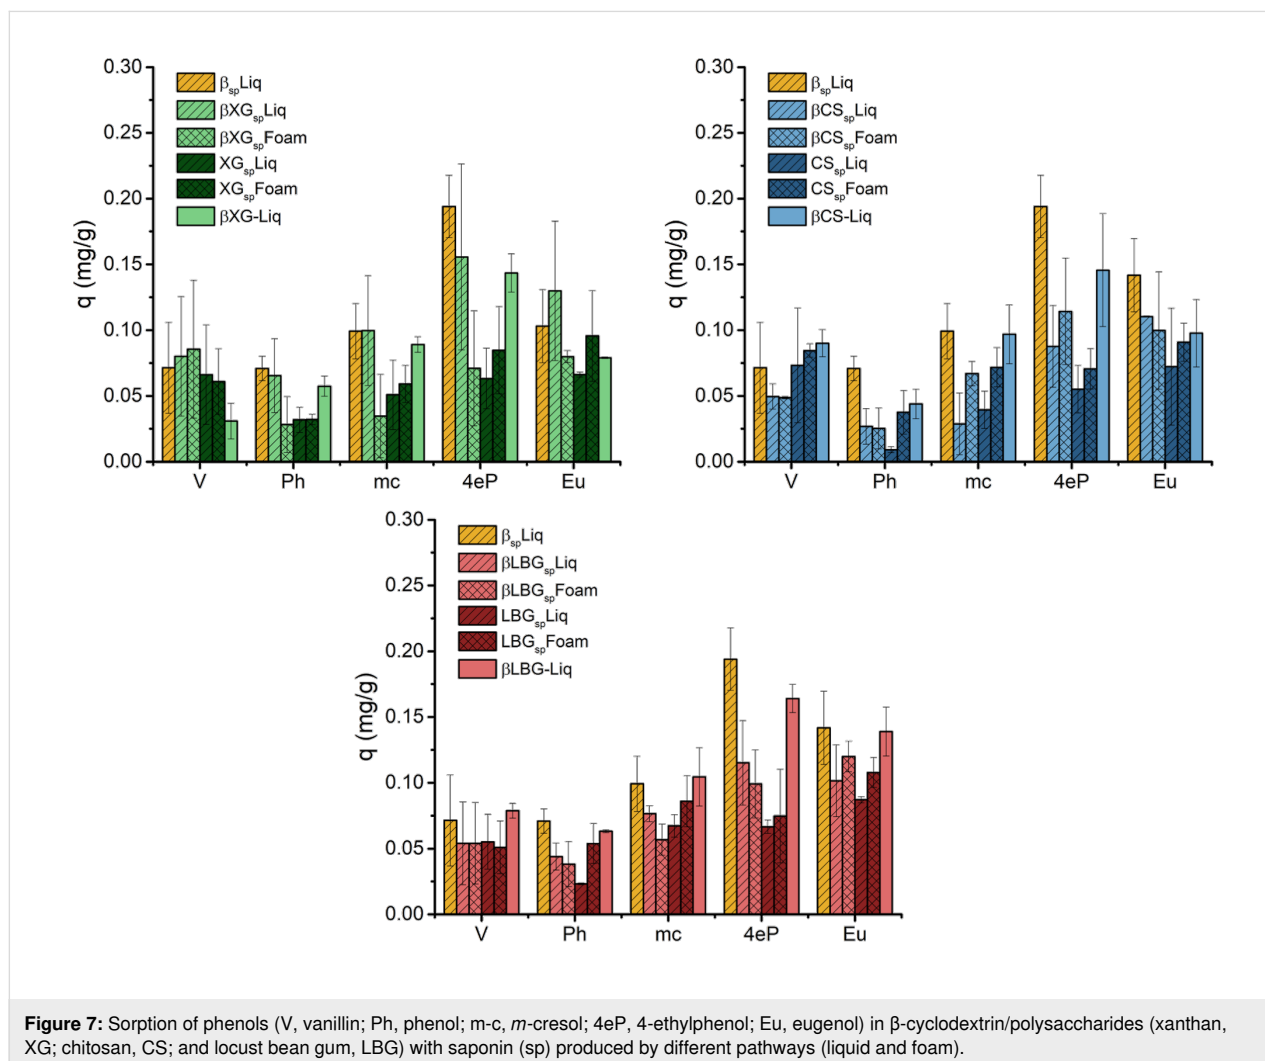 0.30
0.25
0.20
0.15
0.10
0.05
0.00
q (mg/g)
βspLiq
βXGspLiq
βXGspFoam
XGspLiq
XGspFoam
βXG-Liq
V Ph mc 4eP Eu
0.30
0.25
0.20
0.15
0.10
0.05
0.00
q (mg/g)
βspLiq
βCSspLiq
βCSspFoam
CSspLiq
CSspFoam
βCS-Liq
V Ph mc 4eP Eu
0.30
0.25
0.20
0.15
0.10
0.05
0.00
q (mg/g)
βspLiq
βLBGspLiq
βLBGspFoam
LBGspLiq
LBGspFoam
βLBG-Liq
V Ph mc 4eP Eu
Figure 7: Sorption of phenols (V, vanillin; Ph, phenol; m-c, m-cresol; 4eP, 4-ethylphenol; Eu, eugenol) in β-cyclodextrin/polysaccharides (xanthan,
XG; chitosan, CS; and locust bean gum, LBG) with saponin (sp) produced by different pathways (liquid and foam).